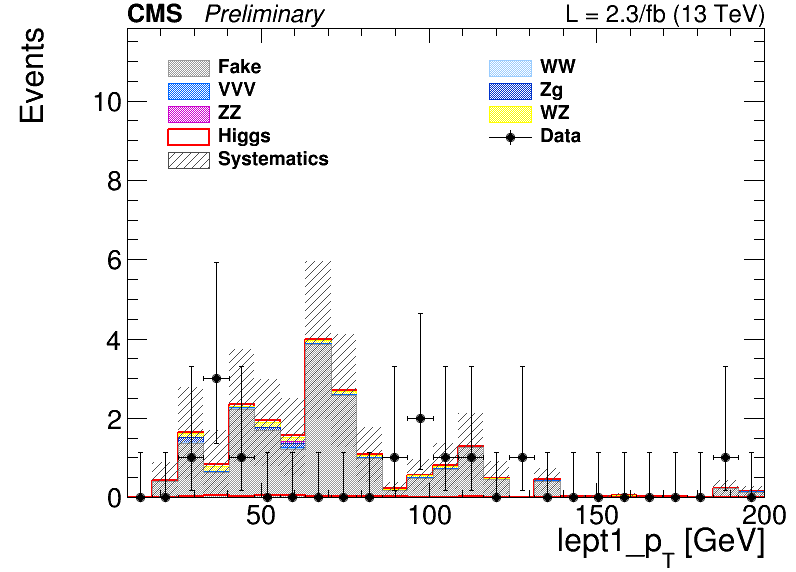 CMS Preliminary L = 2.3/fb (13 TeV)
Events
Fake WW
VVV Zg
ZZ WZ
Higgs Data
Systematics
10
8
6
4
2
0
50 100 150 200
lept1_p_T [GeV]